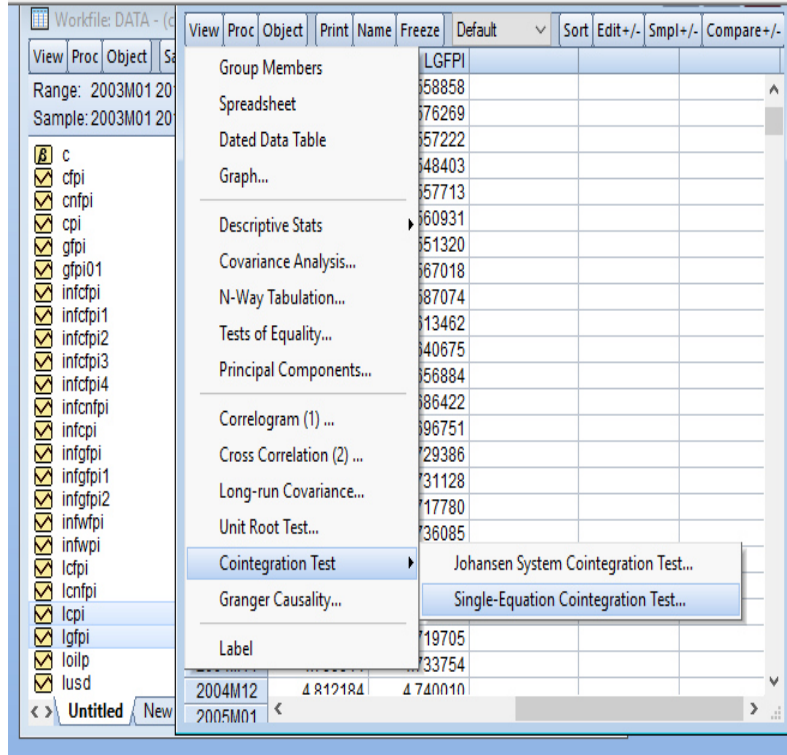 Workfile: DATA - (c
View Proc Object Print Name Freeze Default Sort Edit+/- Smpl+/- Compare+/-
View Proc Object Sa
Range: 2003M01 20
Sample: 2003M01 20
c
cfpi
cnfpi
cpi
gfpi
gfpi01
infcfpi
infcfpi1
infcfpi2
infcfpi3
infcfpi4
infcnfpi
infcpi
infgfpi
infgfpi1
infgfpi2
infwfpi
infwpi
lcfpi
lcnfpi
lcpi
lgfpi
loilp
lusd
Untitled New
Group Members
Spreadsheet
Dated Data Table
Graph...
Descriptive Stats
Covariance Analysis...
N-Way Tabulation...
Tests of Equality...
Principal Components...
Correlogram (1) ...
Cross Correlation (2) ...
Long-run Covariance...
Unit Root Test...
Cointegration Test
Granger Causality...
Label
Johansen System Cointegration Test...
Single-Equation Cointegration Test...
LGFPI
558858
576269
557222
548403
557713
560931
551320
567018
587074
613462
640675
656884
686422
696751
729386
731128
717780
736085
719705
733754
2004M12 4.812184 4.740010
2005M01